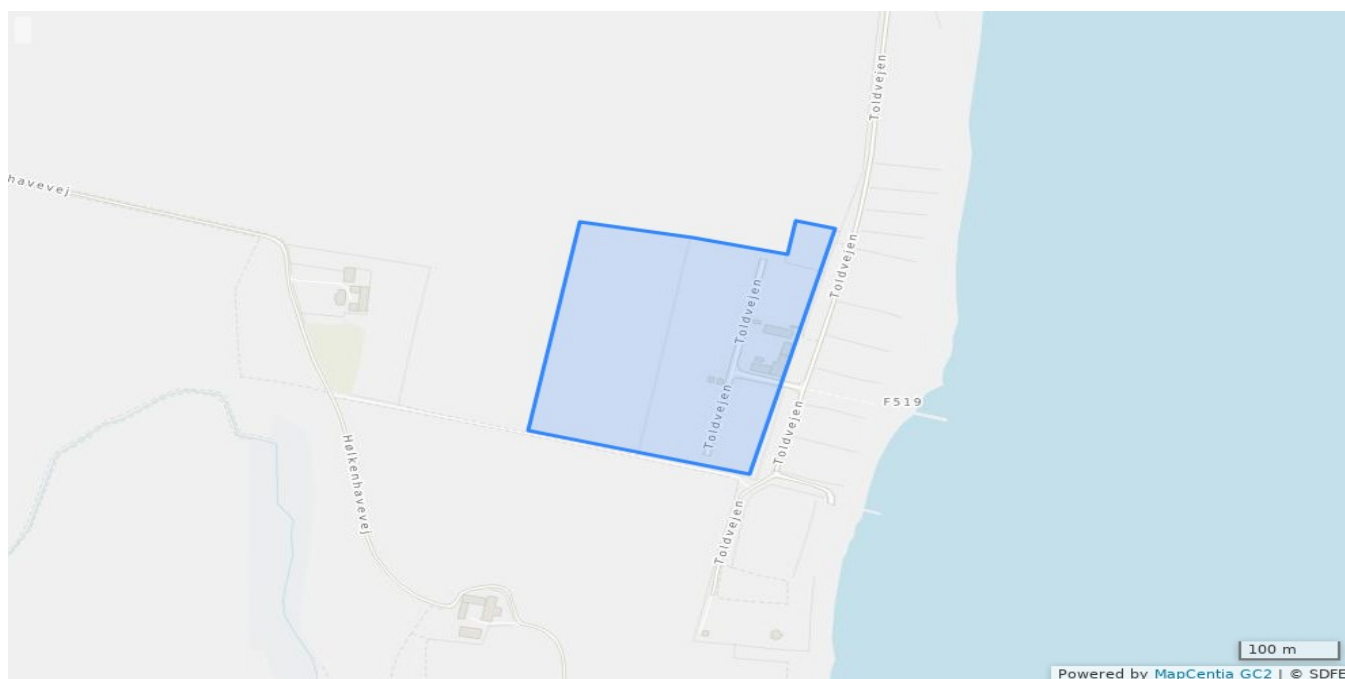 Toldvejen
havevej
Toldvejen
Toldvejen
Toldvejen
F519
Toldvejen
Hølkenhavevej
Toldvejen
100 m
Powered by MapCentia GC2 | © SDFE